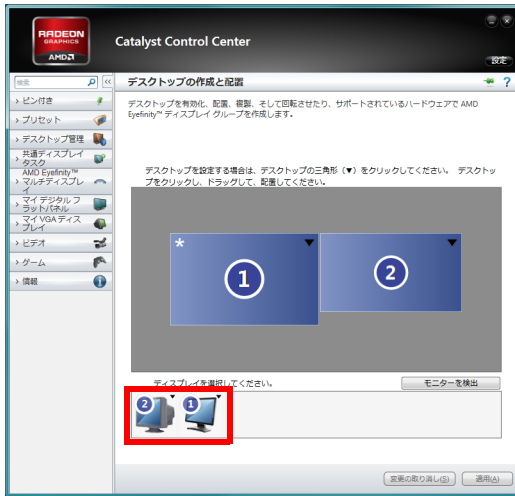 RADEON
GRAPHICS
AMD
Catalyst Control Center
設定
検索
デスクトップの作成と配置
?
ピン付き
プリセット
デスクトップ管理
共通ディスプレイ
タスク
AMD Eyefinity™
マルチディスプレ
イ
マイ デジタル フ
ラットパネル
マイ VGA ディス
プレイ
ビデオ
ゲーム
情報
デスクトップを有効化、配置、複製、そして回転させたり、サポートされているハードウェアで AMD
Eyefinity™ ディスプレイ グループを作成します。
デスクトップを設定する場合は、デスクトップの三角形（▼）をクリックしてください。 デスクトッ
プをクリックし、ドラッグして、配置してください。
*
1
2
ディスプレイを選択してください。
モニターを検出
2
1
変更の取り消し(S)
適用(A)